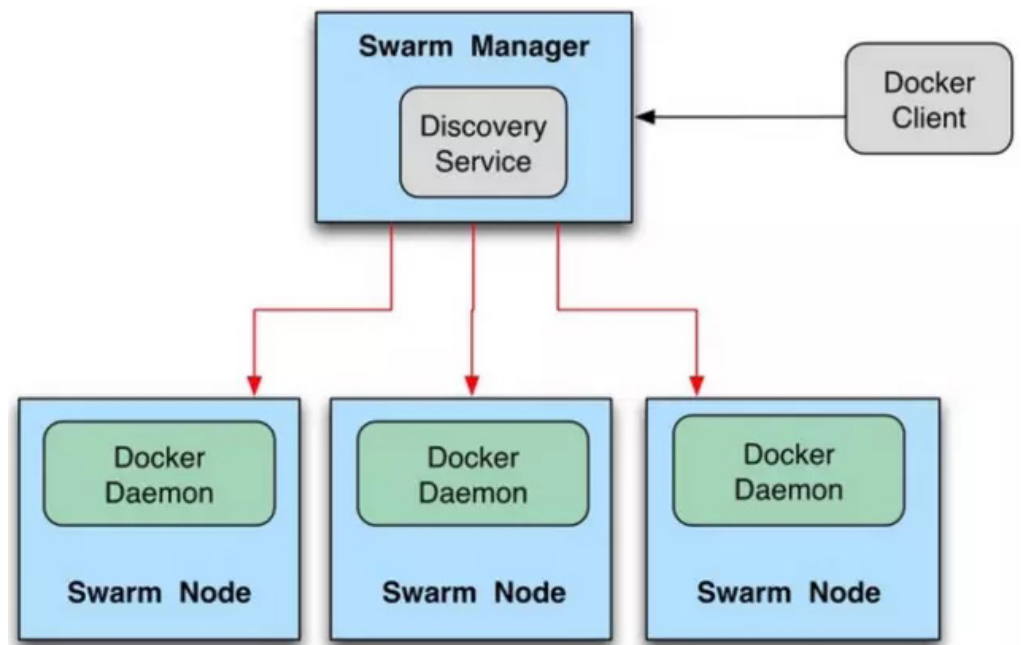 Swarm Manager
Discovery
Service
Docker
Client
Docker
Daemon
Swarm Node
Docker
Daemon
Swarm Node
Docker
Daemon
Swarm Node